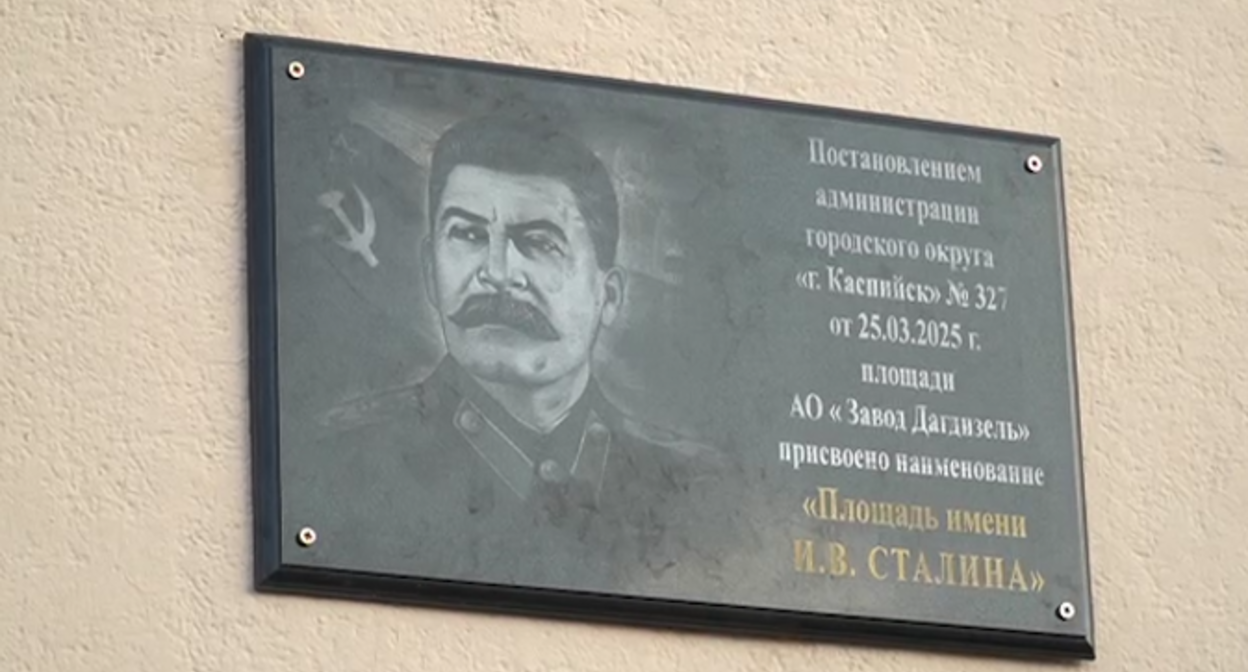 Постановлением
администрации
городского округа
«г. Каспийск» № 327
от 25.03.2025 г.
площади
АО « Завод Дагдизель»
присвоено наименование
«Площадь имени
И.В. СТАЛИНА»